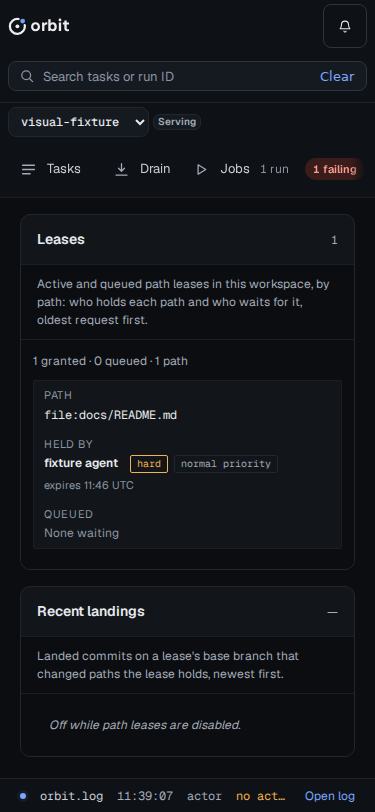 orbit
Search tasks or run ID Clear
visual-fixture Serving
Tasks Drain Jobs 1 run 1 failing
Leases 1
Active and queued path leases in this workspace, by
path: who holds each path and who waits for it,
oldest request first.
1 granted · 0 queued · 1 path
PATH
file:docs/README.md
HELD BY
fixture agent hard normal priority
expires 11:46 UTC
QUEUED
None waiting
Recent landings —
Landed commits on a lease's base branch that
changed paths the lease holds, newest first.
Off while path leases are disabled.
orbit.log 11:39:07 actor no act… Open log